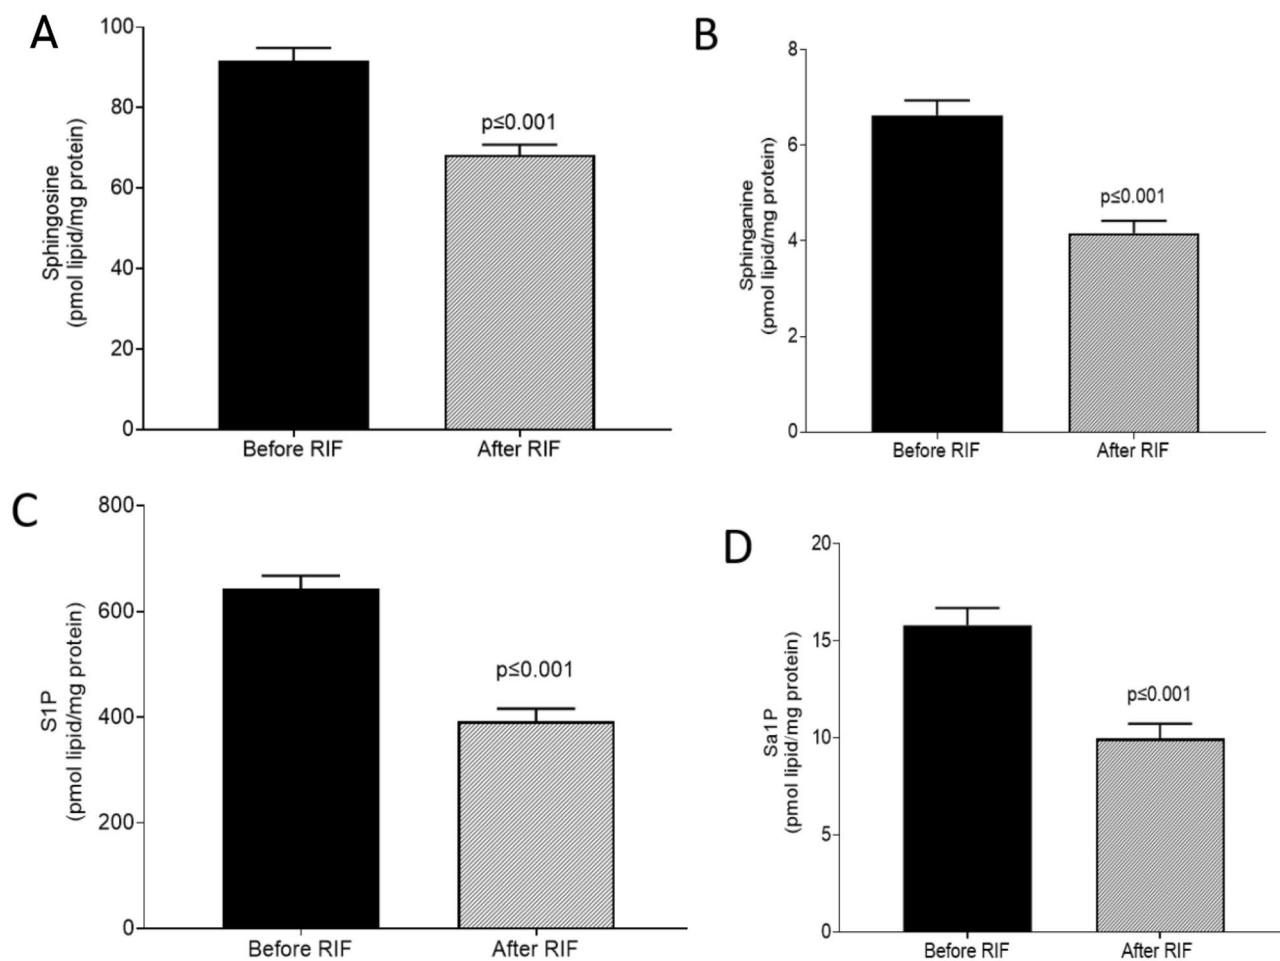 A
Sphingosine
(pmol lipid/mg protein)
100
80
60
40
20
0
p≤0.001
Before RIF
After RIF
B
Sphinganine
(pmol lipid/mg protein)
8
6
4
2
0
p≤0.001
Before RIF
After RIF
C
S1P
(pmol lipid/mg protein)
800
600
400
200
0
p≤0.001
Before RIF
After RIF
D
Sa1P
(pmol lipid/mg protein)
20
15
10
5
0
p≤0.001
Before RIF
After RIF